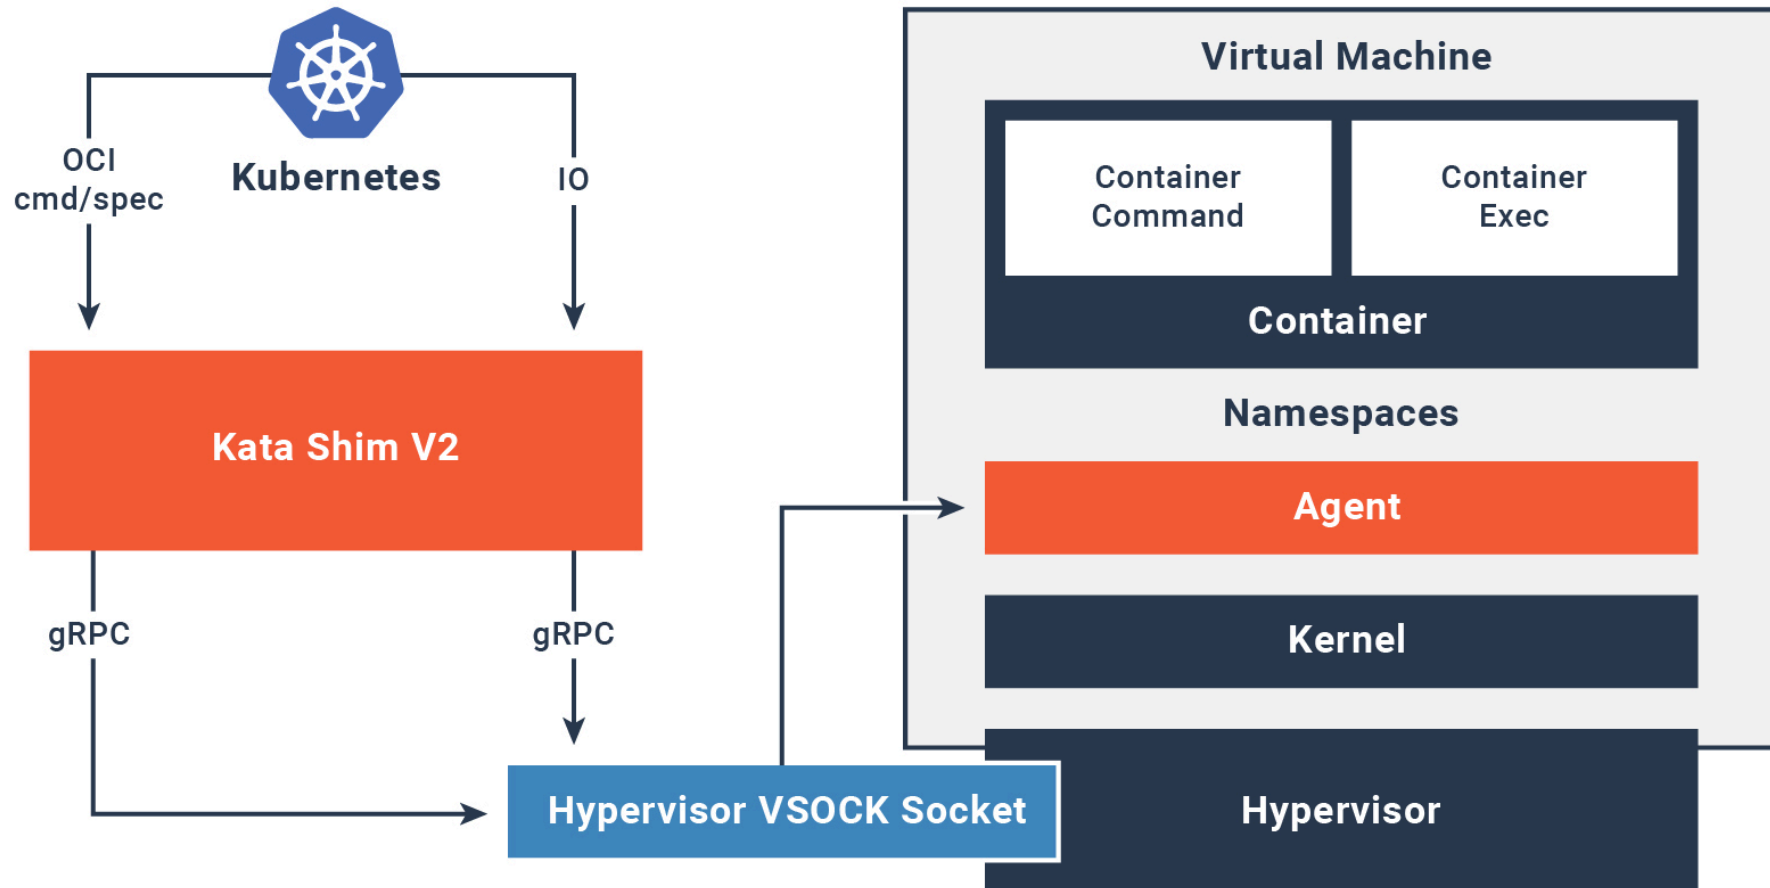 Kubernetes
OCI
cmd/spec
IO
Kata Shim V2
gRPC
gRPC
Hypervisor VSOCK Socket
Virtual Machine
Container
Command
Container
Exec
Container
Namespaces
Agent
Kernel
Hypervisor